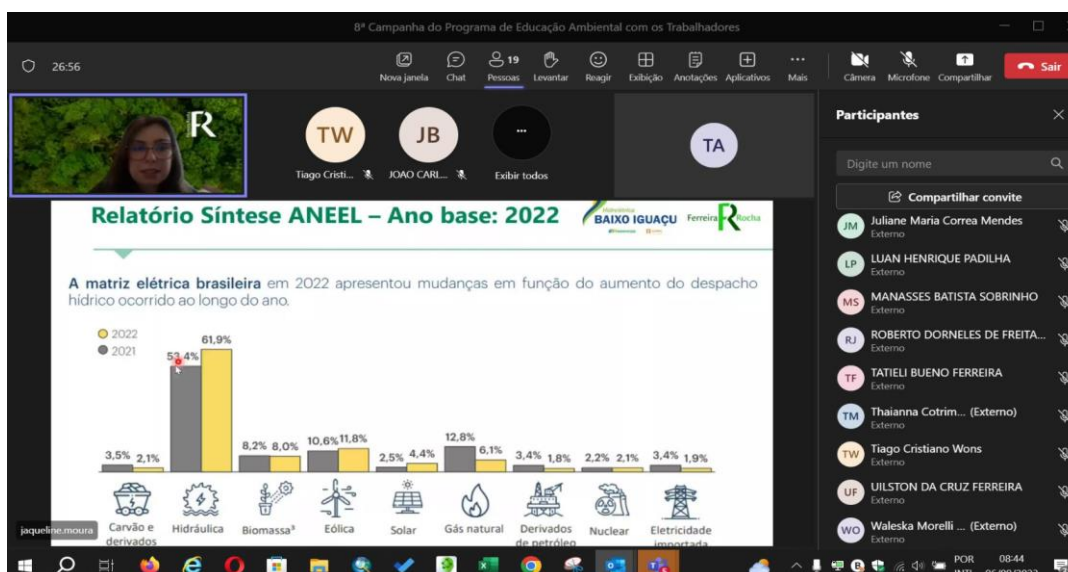 8ª Campanha do Programa de Educação Ambiental com os Trabalhadores
26:56
Nova janela
Chat
19
Pessoas
Levantar
Reagir
Exibição
Anotações
Aplicativos
Mais
Câmera
Microfone
Compartilhar
Sair
R
TW
Tiago Cristi...
JB
JOAO CARL...
...
Exibir todos
TA
Participantes
Digite um nome
Compartilhar convite
JM
Juliane Maria Correa Mendes
Externo
LP
LUAN HENRIQUE PADILHA
Externo
MS
MANASSES BATISTA SOBRINHO
Externo
RJ
ROBERTO DORNELES DE FREITA...
Externo
TF
TATIELI BUENO FERREIRA
Externo
TM
Thaianna Cotrim... (Externo)
Externo
TW
Tiago Cristiano Wons
Externo
UF
UILSTON DA CRUZ FERREIRA
Externo
WO
Waleska Morelli ... (Externo)
Externo
Relatório Síntese ANEEL – Ano base: 2022
BAIXO IGUAÇU
Ferreira Rocha
A matriz elétrica brasileira em 2022 apresentou mudanças em função do aumento do despacho
hídrico ocorrido ao longo do ano.
2022
2021
3,5% 2,1%
53,4% 61,9%
8,2% 8,0%
10,6% 11,8%
2,5% 4,4%
12,8% 6,1%
3,4% 1,8%
2,2% 2,1%
3,4% 1,9%
Carvão e
derivados
Hidráulica
Biomassa³
Eólica
Solar
Gás natural
Derivados
de petróleo
Nuclear
Eletricidade
importada
jaqueline.moura
POR
08:44